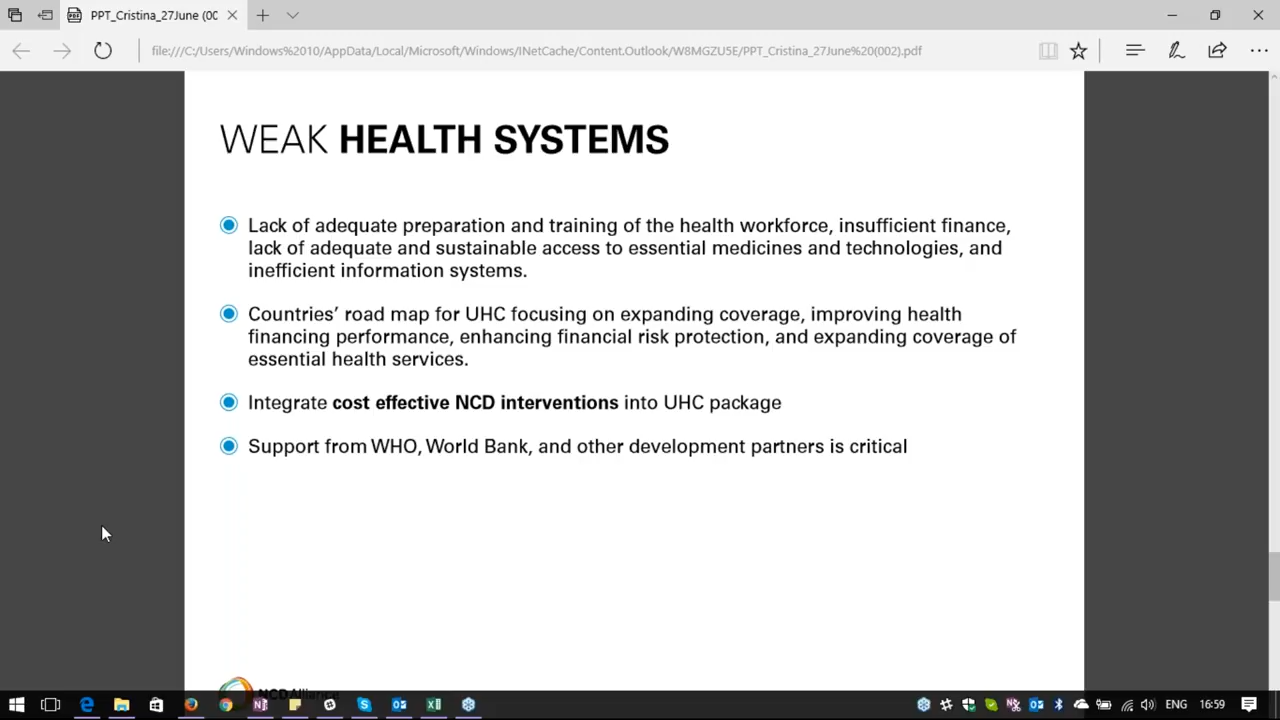 PPT_Cristina_27June (00
file:///C:/Users/Windows%2010/AppData/Local/Microsoft/Windows/INetCache/Content.Outlook/W8MGZU5E/PPT_Cristina_27June%20(002).pdf
WEAK HEALTH SYSTEMS
Lack of adequate preparation and training of the health workforce, insufficient finance,
lack of adequate and sustainable access to essential medicines and technologies, and
inefficient information systems.
Countries’ road map for UHC focusing on expanding coverage, improving health
financing performance, enhancing financial risk protection, and expanding coverage of
essential health services.
Integrate cost effective NCD interventions into UHC package
Support from WHO, World Bank, and other development partners is critical
NCD Alliance
ENG
16:59